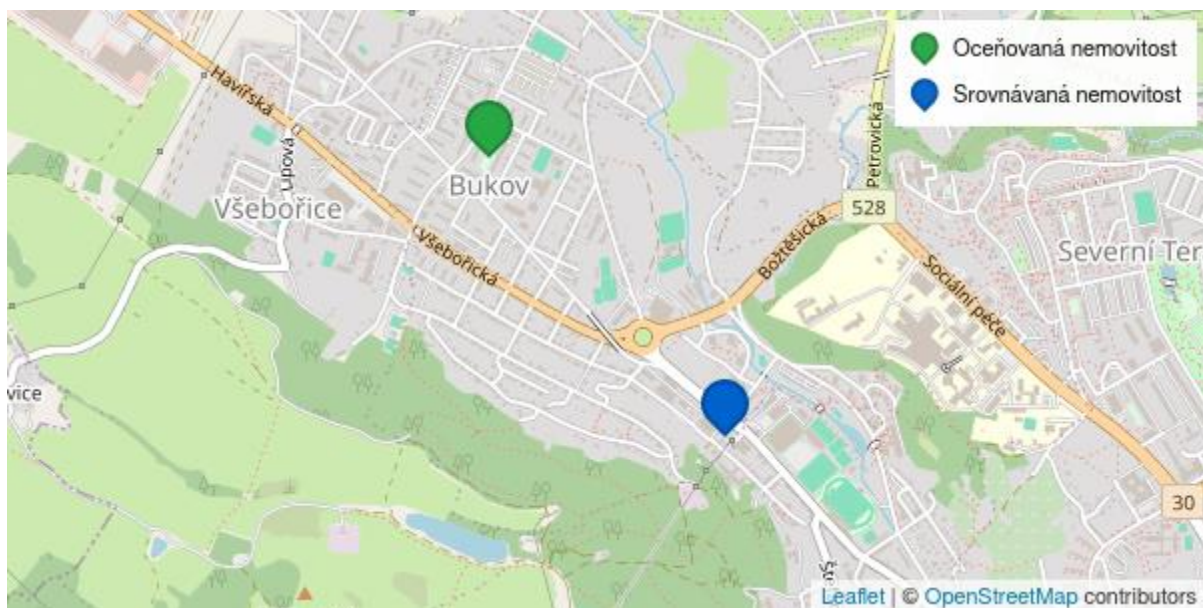 Oceňovaná nemovitost
Srovnávaná nemovitost
Havířská
Petrovická
Lipová
Bukov
Všebořice
528
Všebořická
Božtěšická
Sociální péče
Severní Ter
vice
30
Leaflet | © OpenStreetMap contributors